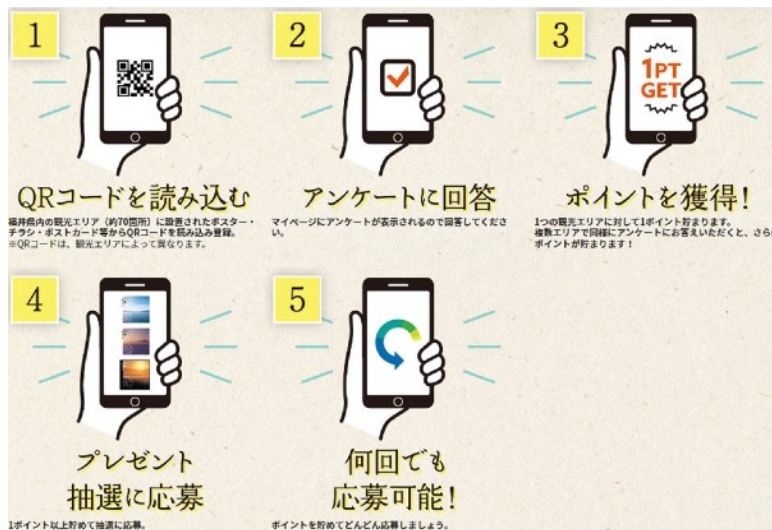 1
QRコードを読み込む
福井県内の観光エリア（約70箇所）に設置されたポスター・
チラシ・ポストカード等からQRコードを読み込み登録。
※QRコードは、観光エリアによって異なります。
2
アンケートに回答
マイページにアンケートが表示されるので回答してくださ
い。
3
1PT
GET
ポイントを獲得！
1つの観光エリアに対して1ポイント貯まります。
複数エリアで同様にアンケートにお答えいただくと、さらに
ポイントが貯まります！
4
プレゼント
抽選に応募
1ポイント以上貯めて抽選に応募。
5
何回でも
応募可能！
ポイントを貯めてどんどん応募しましょう。